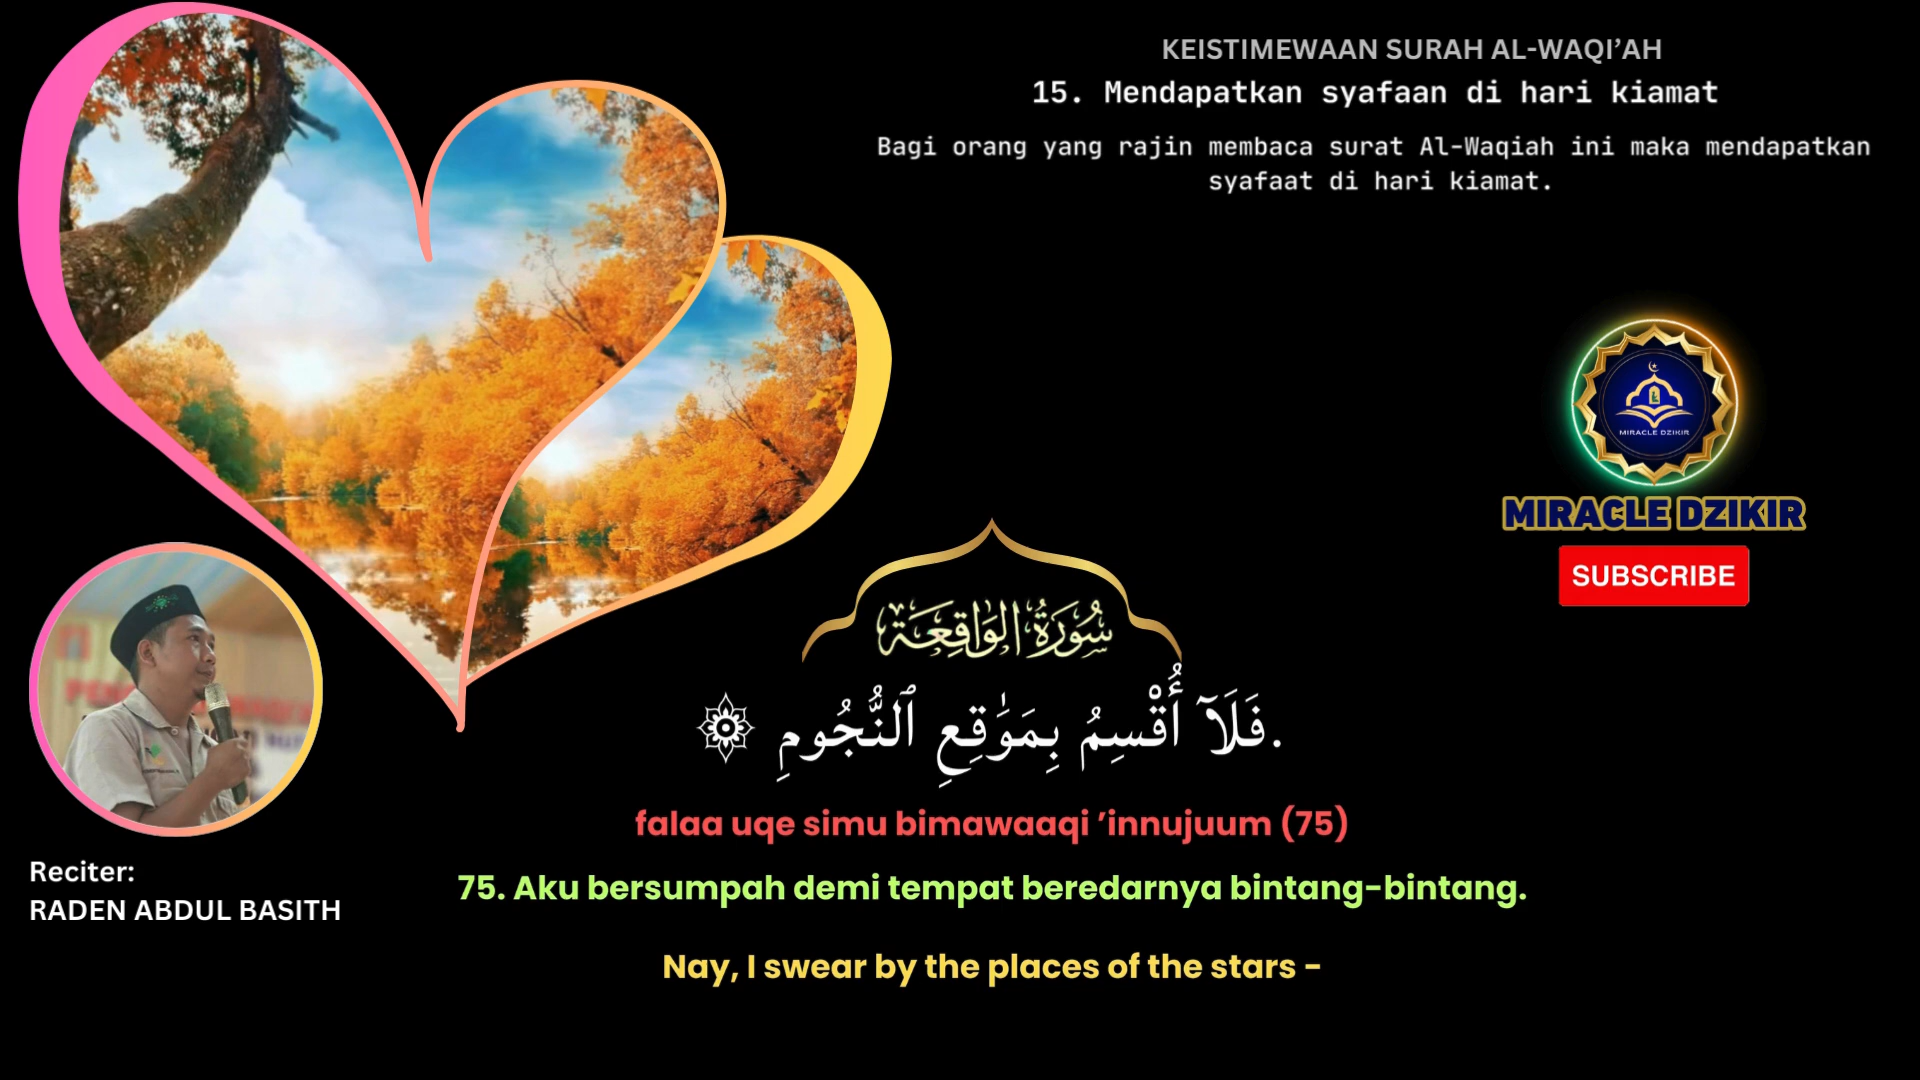 KEISTIMEWAAN SURAH AL-WAQI’AH
15. Mendapatkan syafaan di hari kiamat
Bagi orang yang rajin membaca surat Al-Waqiah ini maka mendapatkan
syafaat di hari kiamat.
MIRACLE DZIKIR
MIRACLE DZIKIR
SUBSCRIBE
سُورَةُ الوَاقِعَة
فَلَآ أُقْسِمُ بِمَوَٰقِعِ ٱلنُّجُومِ ۞.
falaa uqe simu bimawaaqi ’innujuum (75)
75. Aku bersumpah demi tempat beredarnya bintang-bintang.
Nay, I swear by the places of the stars -
Reciter:
RADEN ABDUL BASITH